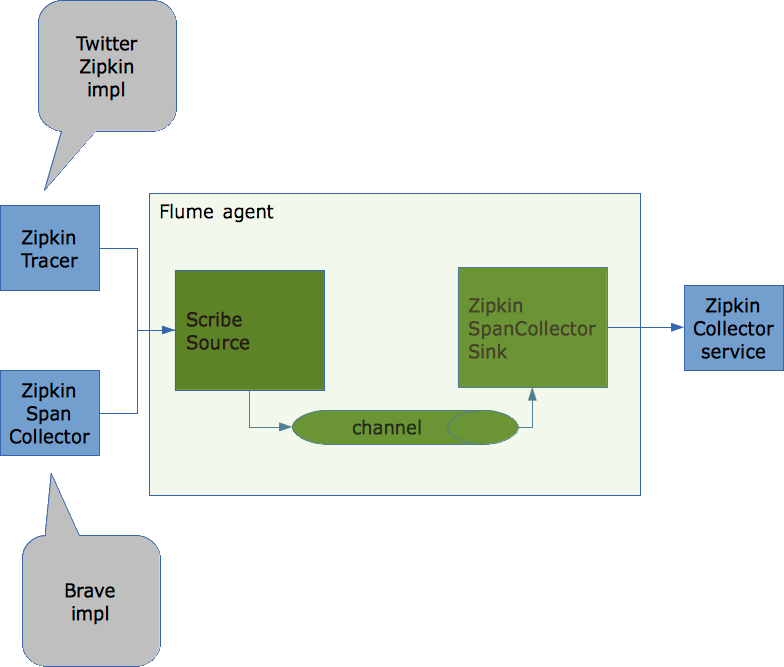 Twitter
Zipkin
impl
Flume agent
Zipkin
Tracer
Scribe
Source
Zipkin
SpanCollector
Sink
Zipkin
Collector
service
Zipkin
Span
Collector
channel
Brave
impl